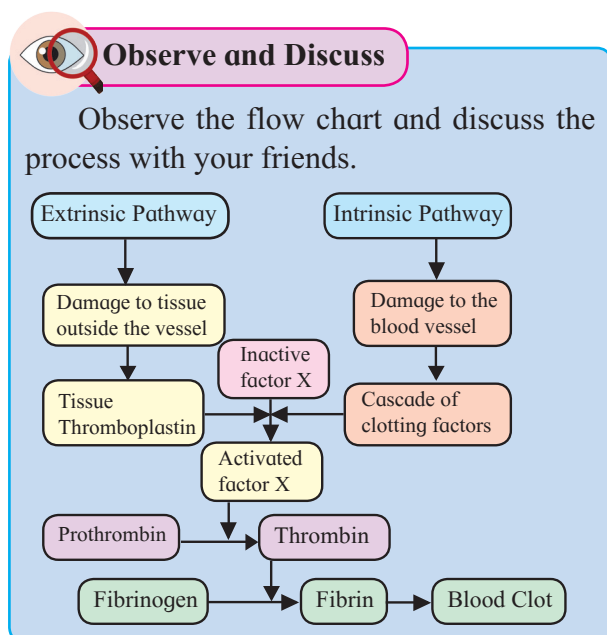 Observe and Discuss
Observe the flow chart and discuss the
process with your friends.
Extrinsic Pathway
Intrinsic Pathway
Damage to tissue
outside the vessel
Damage to the
blood vessel
Inactive
factor X
Tissue
Thromboplastin
Cascade of
clotting factors
Activated
factor X
Prothrombin
Thrombin
Fibrinogen
Fibrin
Blood Clot